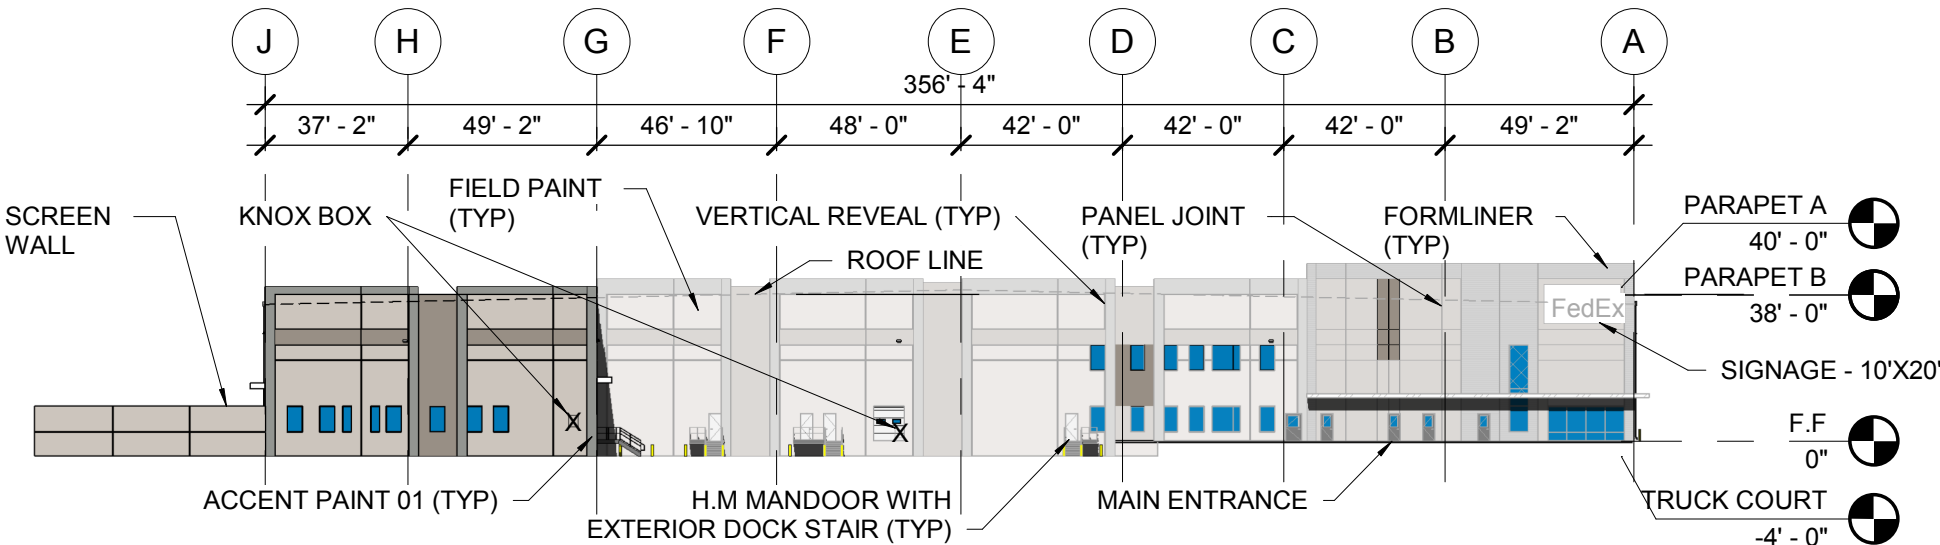 J H G F E D C B A
356' - 4"
37' - 2" 49' - 2" 46' - 10" 48' - 0" 42' - 0" 42' - 0" 42' - 0" 49' - 2"
SCREEN
WALL
KNOX BOX
FIELD PAINT
(TYP)
VERTICAL REVEAL (TYP)
ROOF LINE
PANEL JOINT
(TYP)
FORMLINER
(TYP)
PARAPET A
40' - 0"
PARAPET B
38' - 0"
FedEx
SIGNAGE - 10'X20'
X
X
F.F
0"
ACCENT PAINT 01 (TYP)
H.M MANDOOR WITH
EXTERIOR DOCK STAIR (TYP)
MAIN ENTRANCE
TRUCK COURT
-4' - 0"